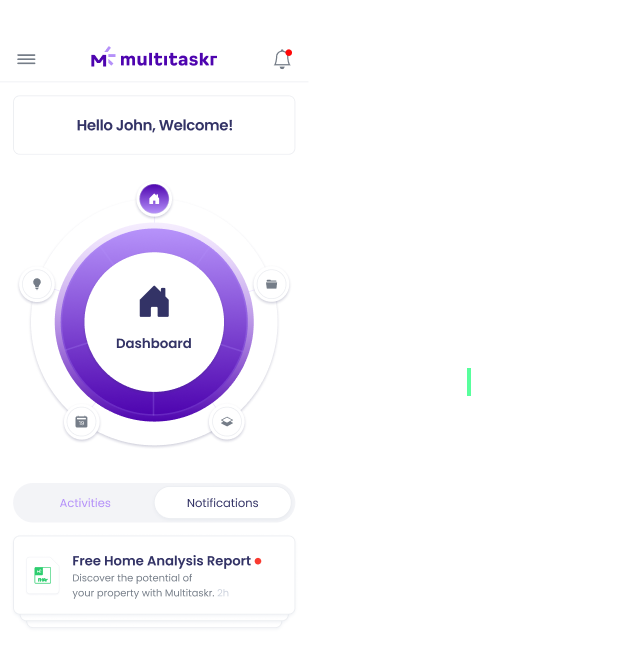 multitaskr
Hello John, Welcome!
Dashboard
Activities
Notifications
Free Home Analysis Report
Discover the potential of
your property with Multitaskr. 2h